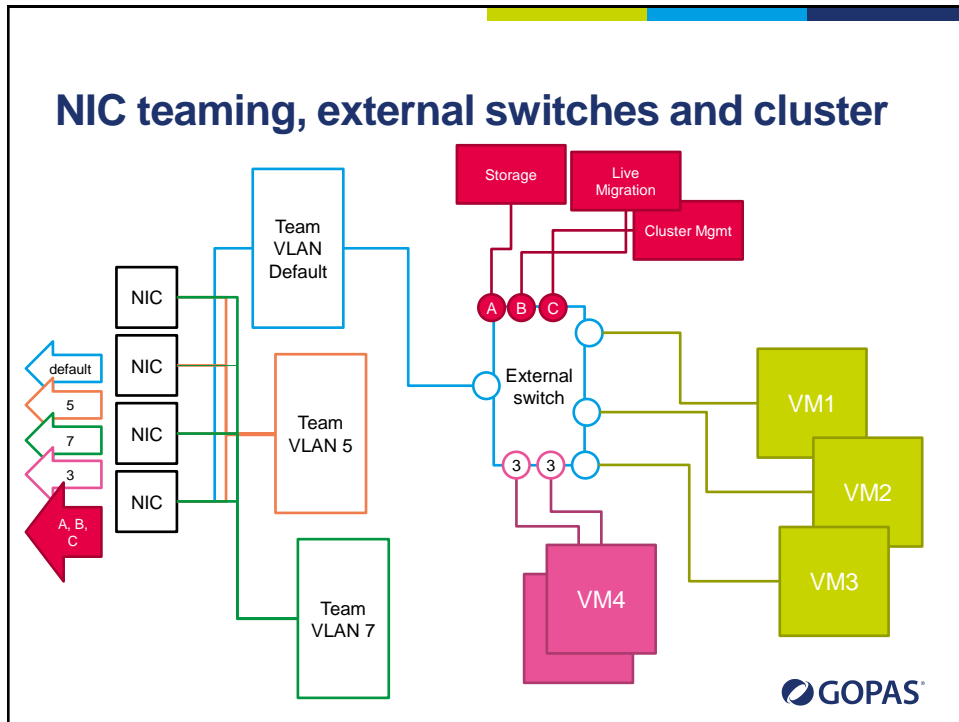 NIC teaming, external switches and cluster
Storage
Live
Migration
Cluster Mgmt
Team
VLAN
Default
NIC
NIC
NIC
NIC
default
5
7
3
A, B,
C
Team
VLAN 5
Team
VLAN 7
A
B
C
External
switch
3
3
VM1
VM2
VM3
VM4
GOPAS®